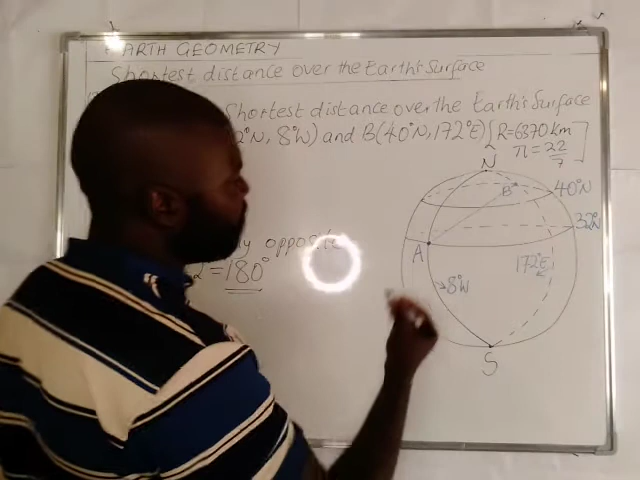 EARTH GEOMETRY
Shortest distance over the Earth's Surface
Shortest distance over the Earth's Surface
2°N, 8°W) and B(40°N, 172°E) [R=6370km
π = 22/7 ]
N
B
40°N
32°N
opposite
A
172°E
= 180°
8°W
S